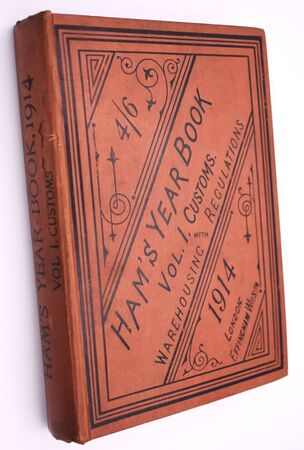 4/6
HAM'S YEAR BOOK
VOL. I. CUSTOMS.
WITH
WAREHOUSING REGULATIONS
1914
LONDON
EFFINGHAM WILSON.
HAM'S YEAR-BOOK, 1914
VOL. I. CUSTOMS